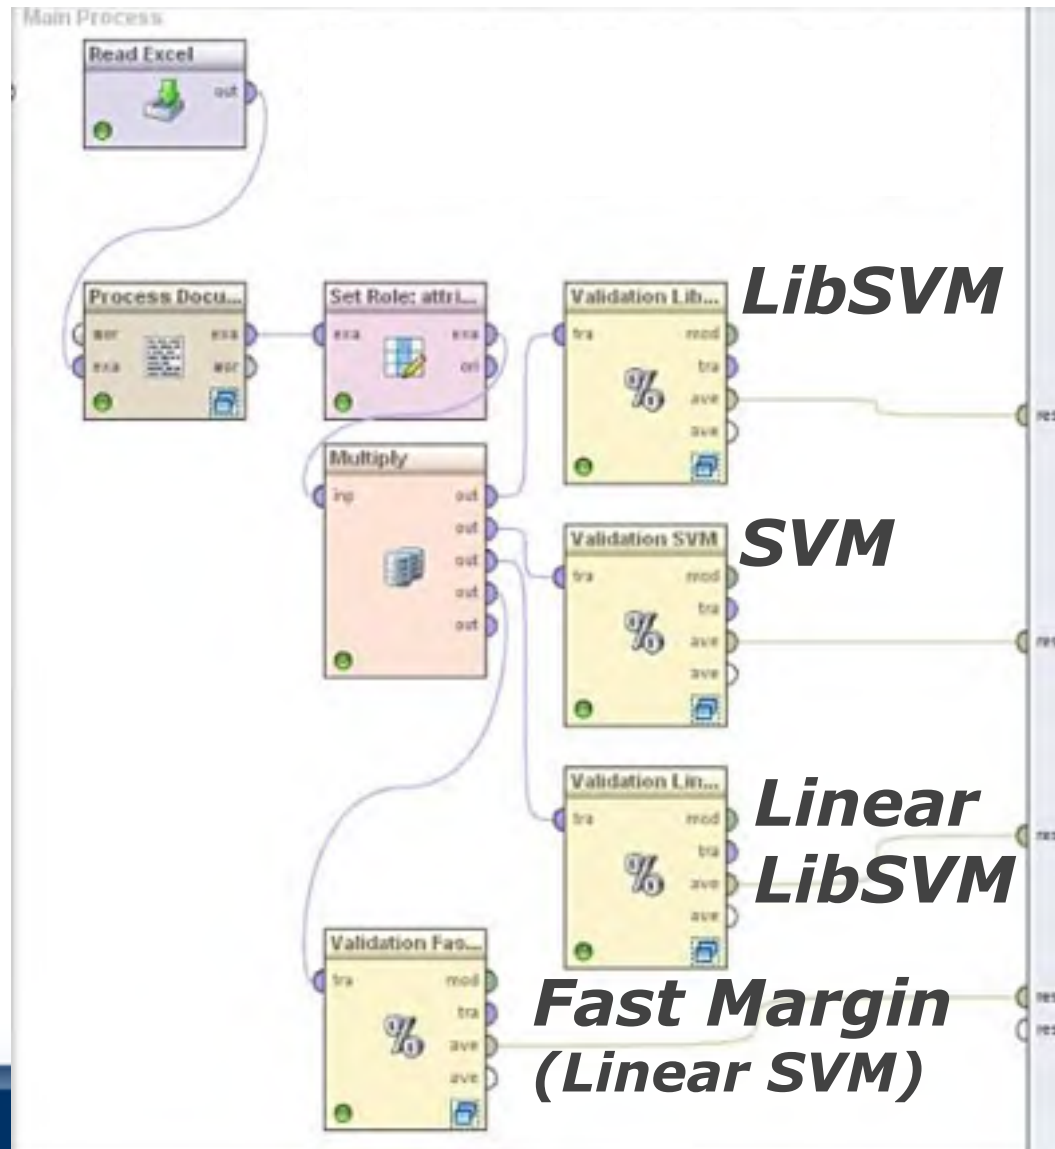 Main Process
Read Excel
out
Process Docu...
wor
exa
exa
wor
Set Role: attri...
exa
exa
ori
Validation Lib...
tra
mod
tra
ave
ave
LibSVM
res
Multiply
inp
out
out
out
out
out
Validation SVM
tra
mod
tra
ave
ave
SVM
res
Validation Lin...
tra
mod
tra
ave
ave
Linear
LibSVM
res
Validation Fas...
tra
mod
tra
ave
ave
Fast Margin
(Linear SVM)
res
res